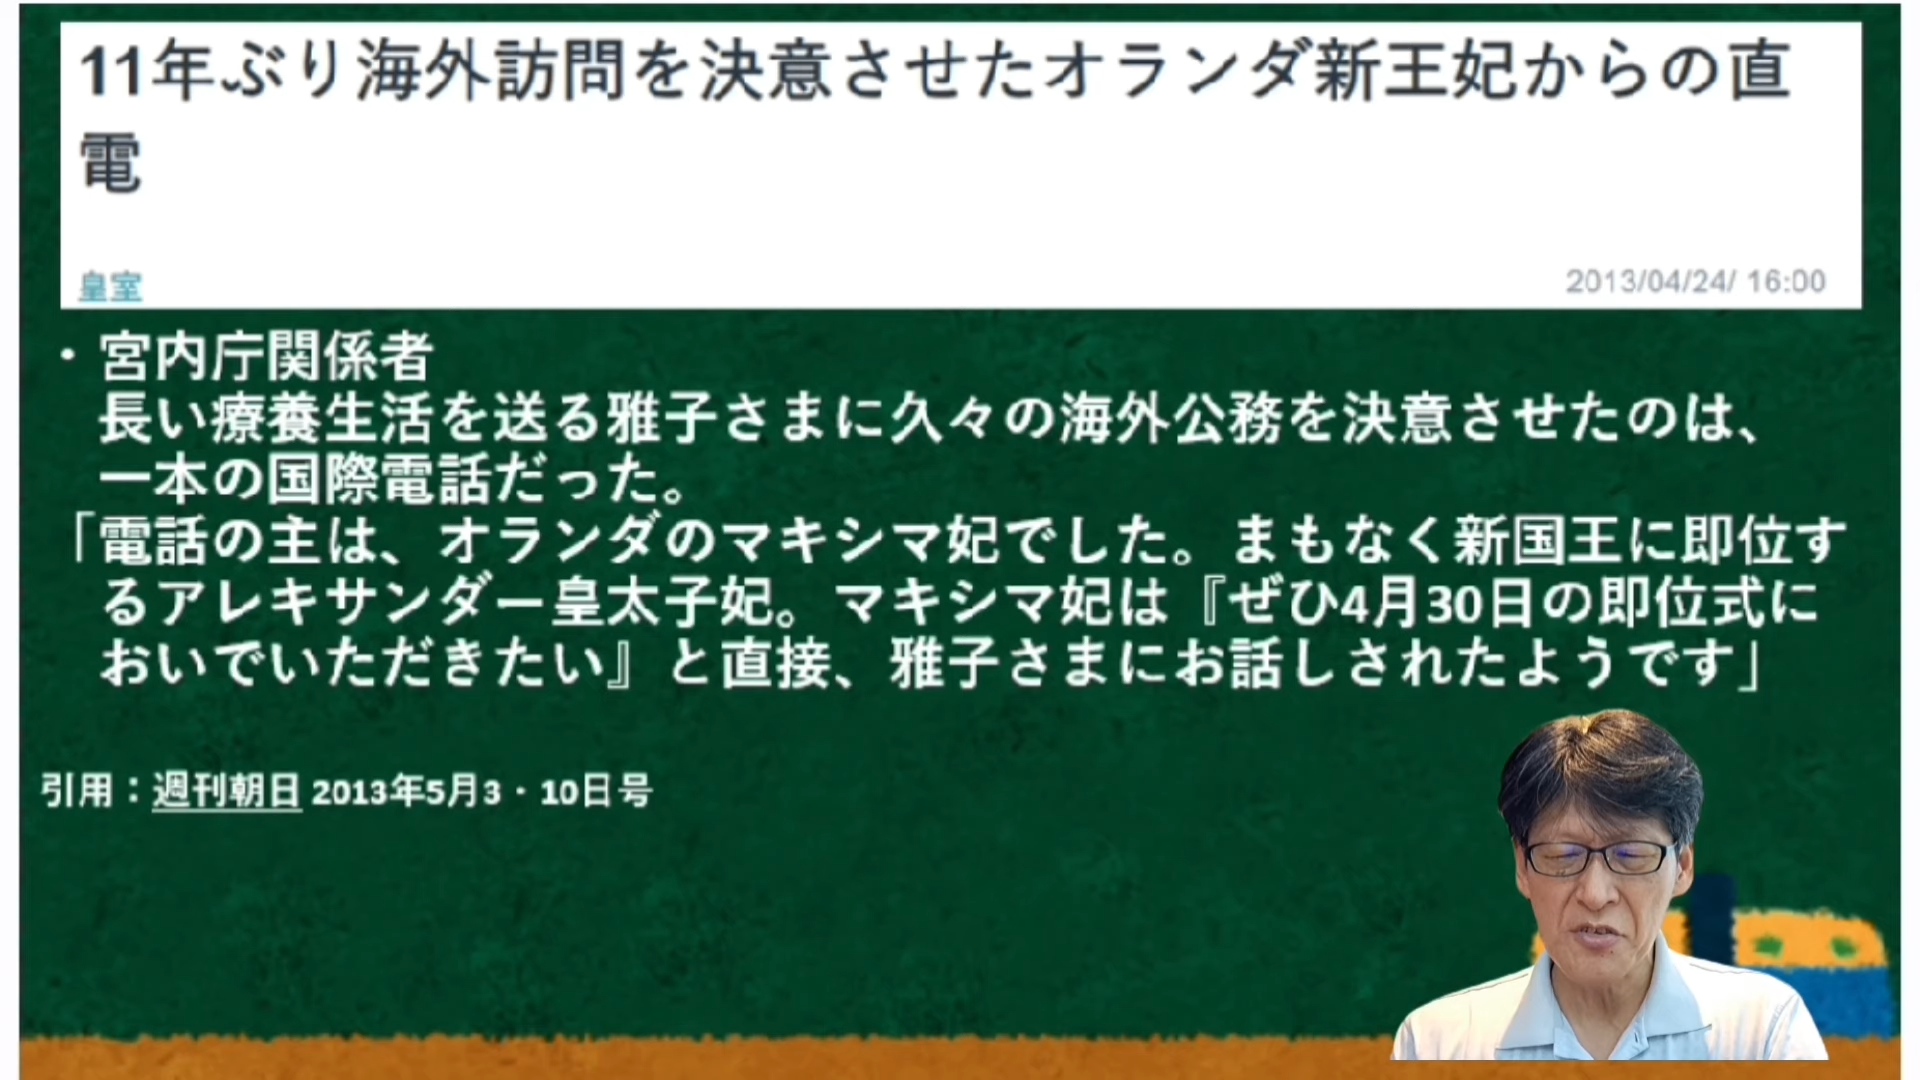 11年ぶり海外訪問を決意させたオランダ新王妃からの直
電
皇室
2013/04/24/ 16:00
・宮内庁関係者
長い療養生活を送る雅子さまに久々の海外公務を決意させたのは、
一本の国際電話だった。
「電話の主は、オランダのマキシマ妃でした。まもなく新国王に即位す
るアレキサンダー皇太子妃。マキシマ妃は『ぜひ4月30日の即位式に
おいでいただきたい』と直接、雅子さまにお話しされたようです」
引用：週刊朝日 2013年5月3・10日号